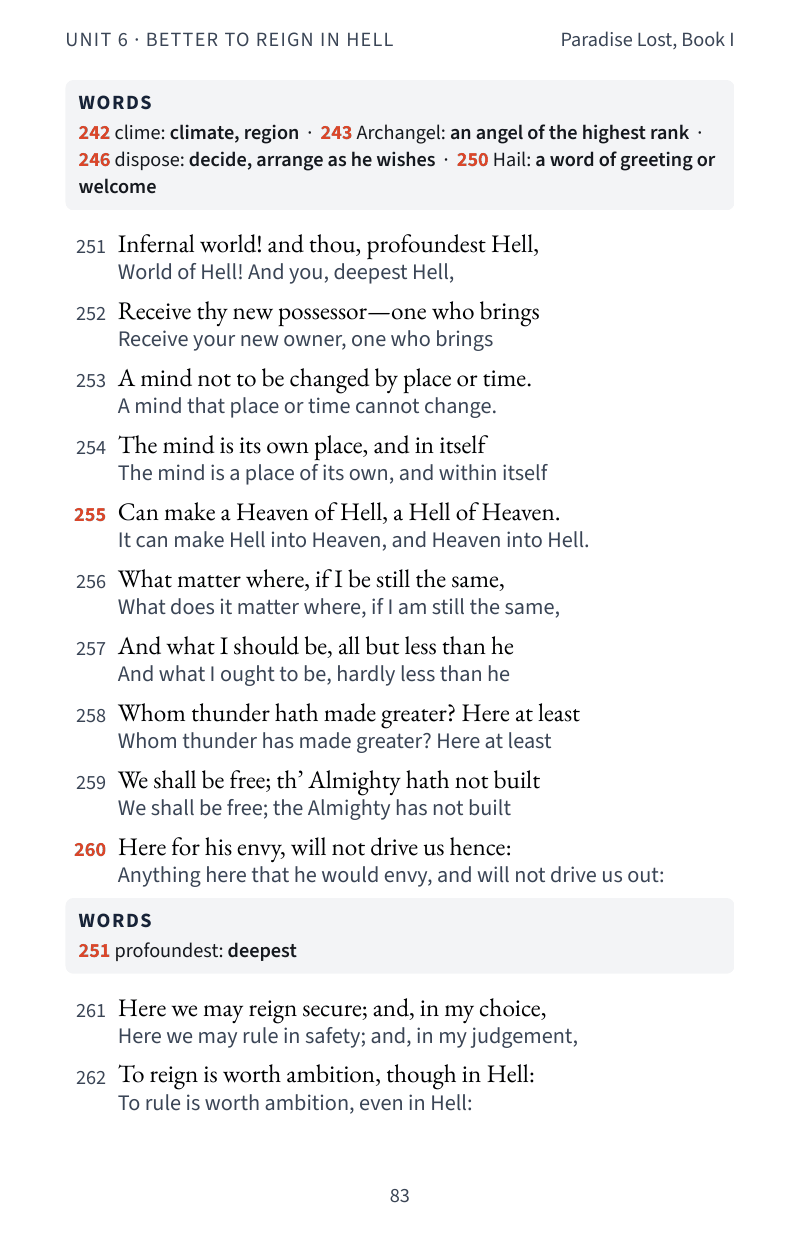 UNIT 6 · BETTER TO REIGN IN HELL
Paradise Lost, Book I
WORDS
242 clime: climate, region · 243 Archangel: an angel of the highest rank ·
246 dispose: decide, arrange as he wishes · 250 Hail: a word of greeting or
welcome
251 Infernal world! and thou, profoundest Hell,
World of Hell! And you, deepest Hell,
252 Receive thy new possessor—one who brings
Receive your new owner, one who brings
253 A mind not to be changed by place or time.
A mind that place or time cannot change.
254 The mind is its own place, and in itself
The mind is a place of its own, and within itself
255 Can make a Heaven of Hell, a Hell of Heaven.
It can make Hell into Heaven, and Heaven into Hell.
256 What matter where, if I be still the same,
What does it matter where, if I am still the same,
257 And what I should be, all but less than he
And what I ought to be, hardly less than he
258 Whom thunder hath made greater? Here at least
Whom thunder has made greater? Here at least
259 We shall be free; th’ Almighty hath not built
We shall be free; the Almighty has not built
260 Here for his envy, will not drive us hence:
Anything here that he would envy, and will not drive us out:
WORDS
251 profoundest: deepest
261 Here we may reign secure; and, in my choice,
Here we may rule in safety; and, in my judgement,
262 To reign is worth ambition, though in Hell:
To rule is worth ambition, even in Hell:
83